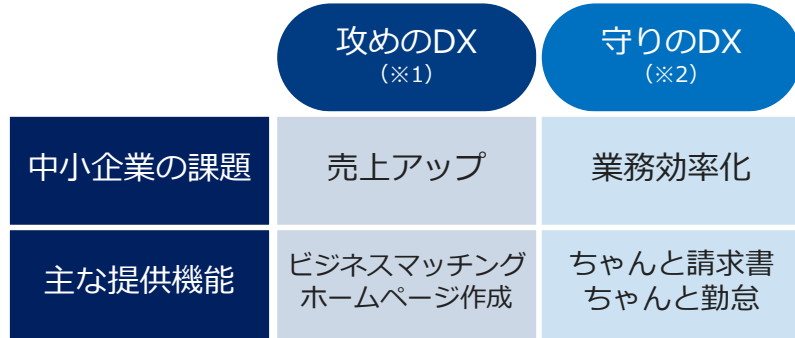 攻めのDX
(※1)
守りのDX
(※2)
中小企業の課題
売上アップ
業務効率化
主な提供機能
ビジネスマッチング
ホームページ作成
ちゃんと請求書
ちゃんと勤怠